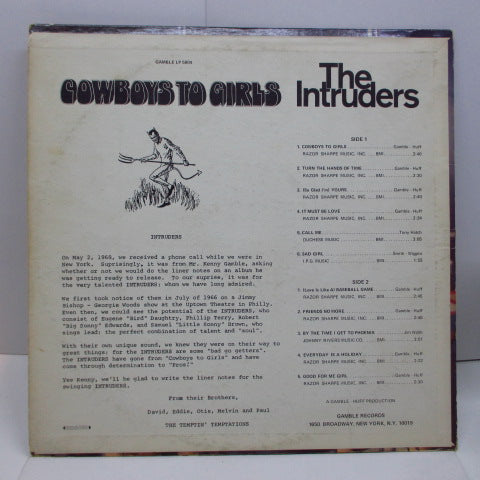 GAMBLE LP 5004
COWBOYS TO GIRLS
The
Intruders
INTRUDERS
On May 2, 1968, we received a phone call while we were in
New York. Suprisingly, it was from Mr. Kenny Gamble, asking
whether or not we would do the liner notes on an album he
was getting ready to release. To our suprise, it was for
the very talented INTRUDERS; whom we have long admired.
We first took notice of them in July of 1966 on a Jimmy
Bishop - Georgie Woods show at the Uptown Theatre in Philly.
Even then, we could see the potential of the INTRUDERS, who
consist of Eugene "Bird" Daughtry, Phillip Terry, Robert
"Big Sonny" Edwards, and Samuel "Little Sonny" Brown, who
sings lead; the perfect combination of talent and "soul".
With their own unique sound, we knew they were on their way to
great things; for the INTRUDERS are some "bad go getters".
The INTRUDERS have gone from "Cowboys to Girls" and have
come through determination to "Pros!"
Yes Kenny, we'll be glad to write the liner notes for the
swinging INTRUDERS.
From their Brothers,
David, Eddie, Otis, Melvin and Paul
THE TEMPTIN' TEMPTATIONS
SIDE 1
1. COWBOYS TO GIRLS Gamble - Huff
RAZOR SHARPE MUSIC, INC. BMI 2:40
2. TURN THE HANDS OF TIME Gamble - Huff
RAZOR SHARPE MUSIC, INC. BMI
3. (So Glad I'm) YOURS Gamble - Huff
RAZOR SHARPE MUSIC, INC. BMI
4. IT MUST BE LOVE Gamble - Huff
RAZOR SHARPE MUSIC, INC. BMI
5. CALL ME Tony Hatch
DUCHESS MUSIC BMI
6. SAD GIRL
I.P.G. MUSIC BMI
SIDE 2
1. (Love Is Like A) BASEBALL GAME Gamble - Huff
RAZOR SHARPE MUSIC, INC. BMI
2. FRIENDS NO MORE Gamble - Huff
RAZOR SHARPE MUSIC, INC. BMI
3. BY THE TIME I GET TO PHOENIX Jim Webb
JOHNNY RIVERS MUSIC CO. BMI
4. EVERYDAY IS A HOLIDAY Gamble - Huff
RAZOR SHARPE MUSIC, INC. BMI
5. GOOD FOR ME GIRL Gamble - Huff
RAZOR SHARPE MUSIC, INC. BMI
A GAMBLE - HUFF PRODUCTION
GAMBLE RECORDS
1650 BROADWAY, NEW YORK, N.Y. 10019